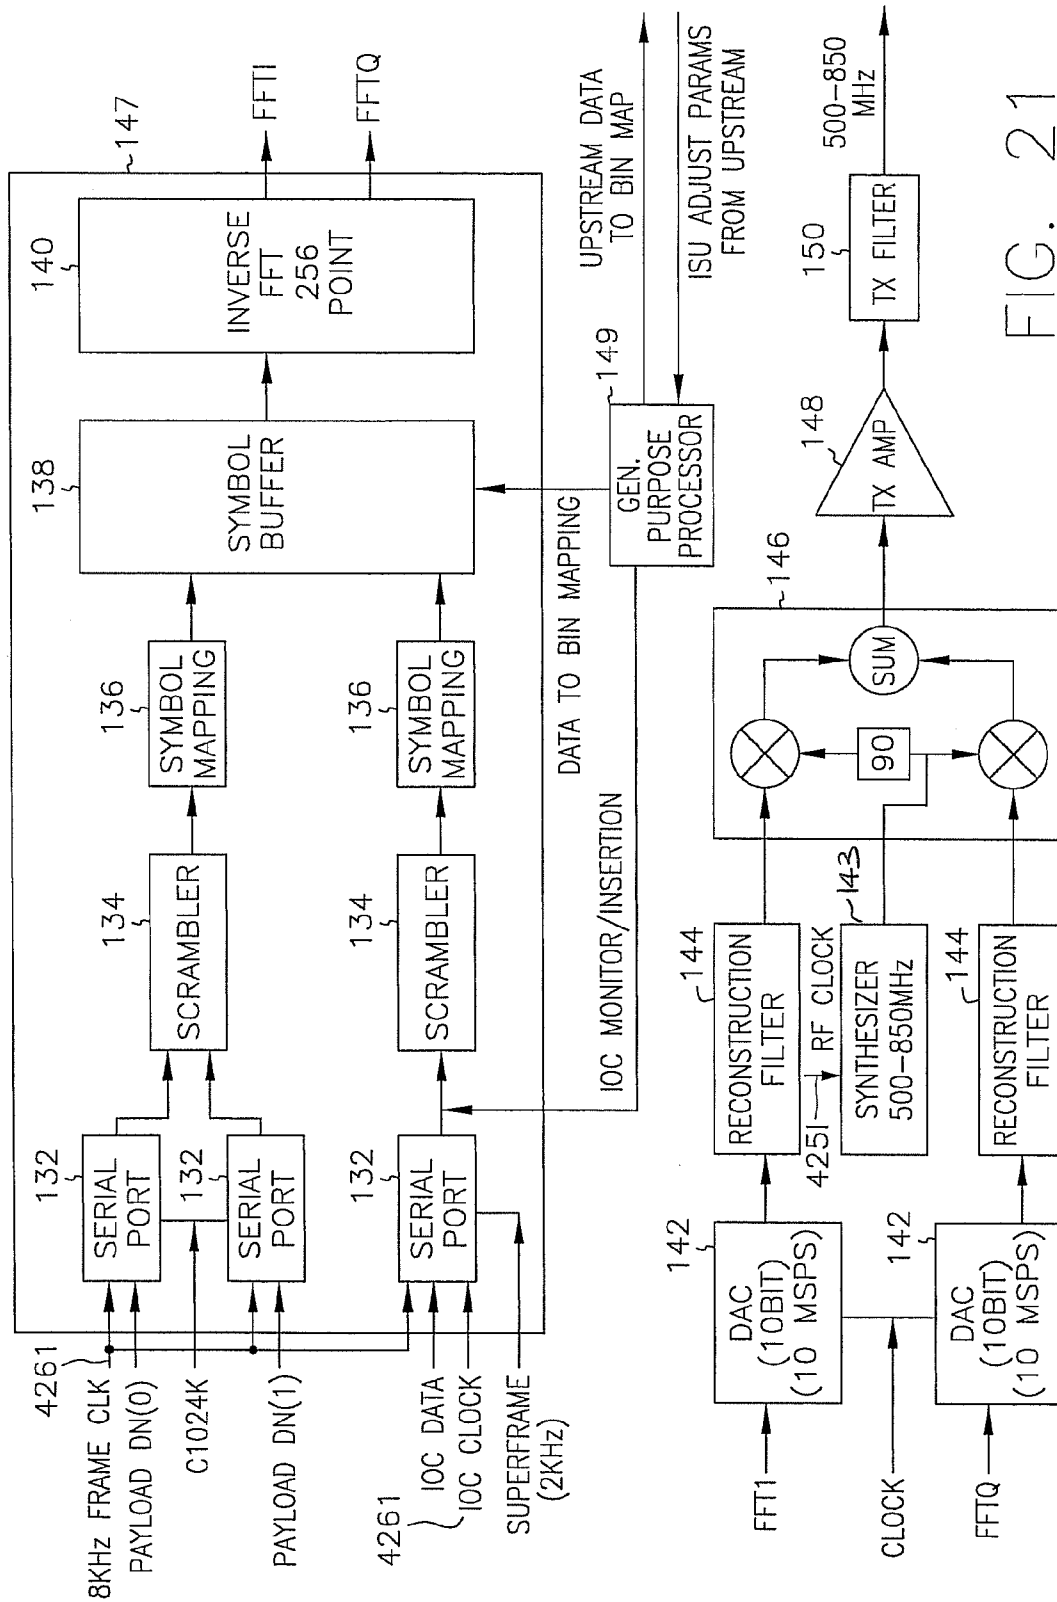 4261
8KHz FRAME CLK
PAYLOAD DN(0)
C1024K
PAYLOAD DN(1)
4261
IOC DATA
IOC CLOCK
SUPERFRAME
(2KHz)
132
SERIAL
PORT
132
SERIAL
PORT
132
SERIAL
PORT
134
SCRAMBLER
134
SCRAMBLER
136
SYMBOL
MAPPING
136
SYMBOL
MAPPING
138
SYMBOL
BUFFER
140
INVERSE
FFT
256
POINT
147
FFTI
FFTQ
IOC MONITOR/INSERTION
DATA TO BIN MAPPING
149
GEN.
PURPOSE
PROCESSOR
UPSTREAM DATA
TO BIN MAP
ISU ADJUST PARAMS
FROM UPSTREAM
FFT1
CLOCK
FFTQ
142
DAC
(10BIT)
(10 MSPS)
142
DAC
(10BIT)
(10 MSPS)
144
RECONSTRUCTION
FILTER
4251
RF CLOCK
143
SYNTHESIZER
500-850MHz
144
RECONSTRUCTION
FILTER
146
90
SUM
148
TX AMP
150
TX FILTER
500-850
MHz
FIG. 21